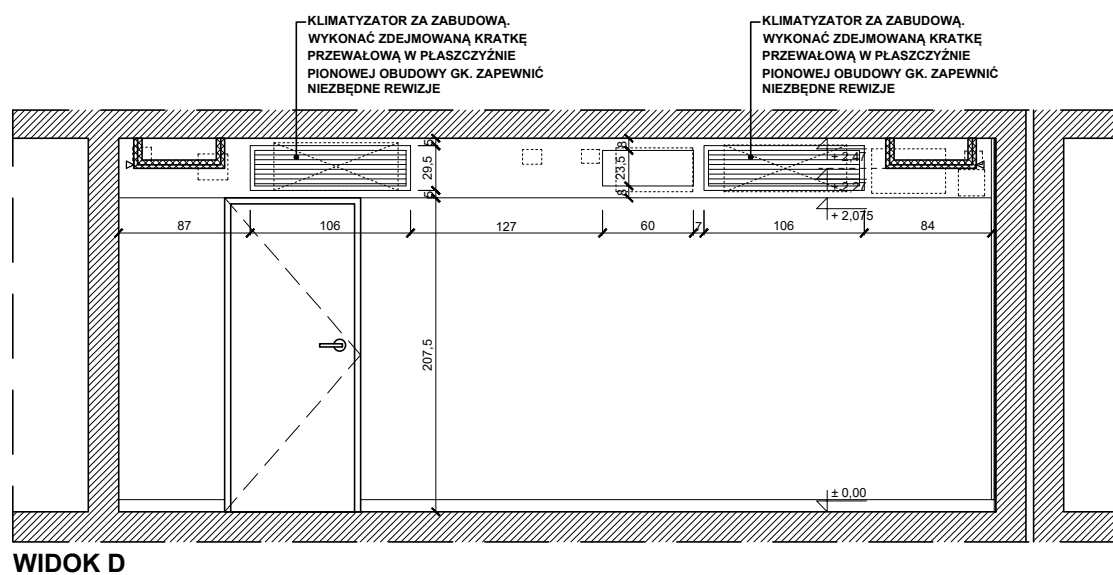 KLIMATYZATOR ZA ZABUDOWĄ.
WYKONAĆ ZDEJMOWANĄ KRATKĘ
PRZEWAŁOWĄ W PŁASZCZYŹNIE
PIONOWEJ OBUDOWY GK. ZAPEWNIĆ
NIEZBĘDNE REWIZJE
KLIMATYZATOR ZA ZABUDOWĄ.
WYKONAĆ ZDEJMOWANĄ KRATKĘ
PRZEWAŁOWĄ W PŁASZCZYŹNIE
PIONOWEJ OBUDOWY GK. ZAPEWNIĆ
NIEZBĘDNE REWIZJE
5
29,5
5
8
23,5
8
+ 2,47
+ 2,27
+ 2,075
87
106
127
60
7
106
84
207,5
± 0,00
WIDOK D